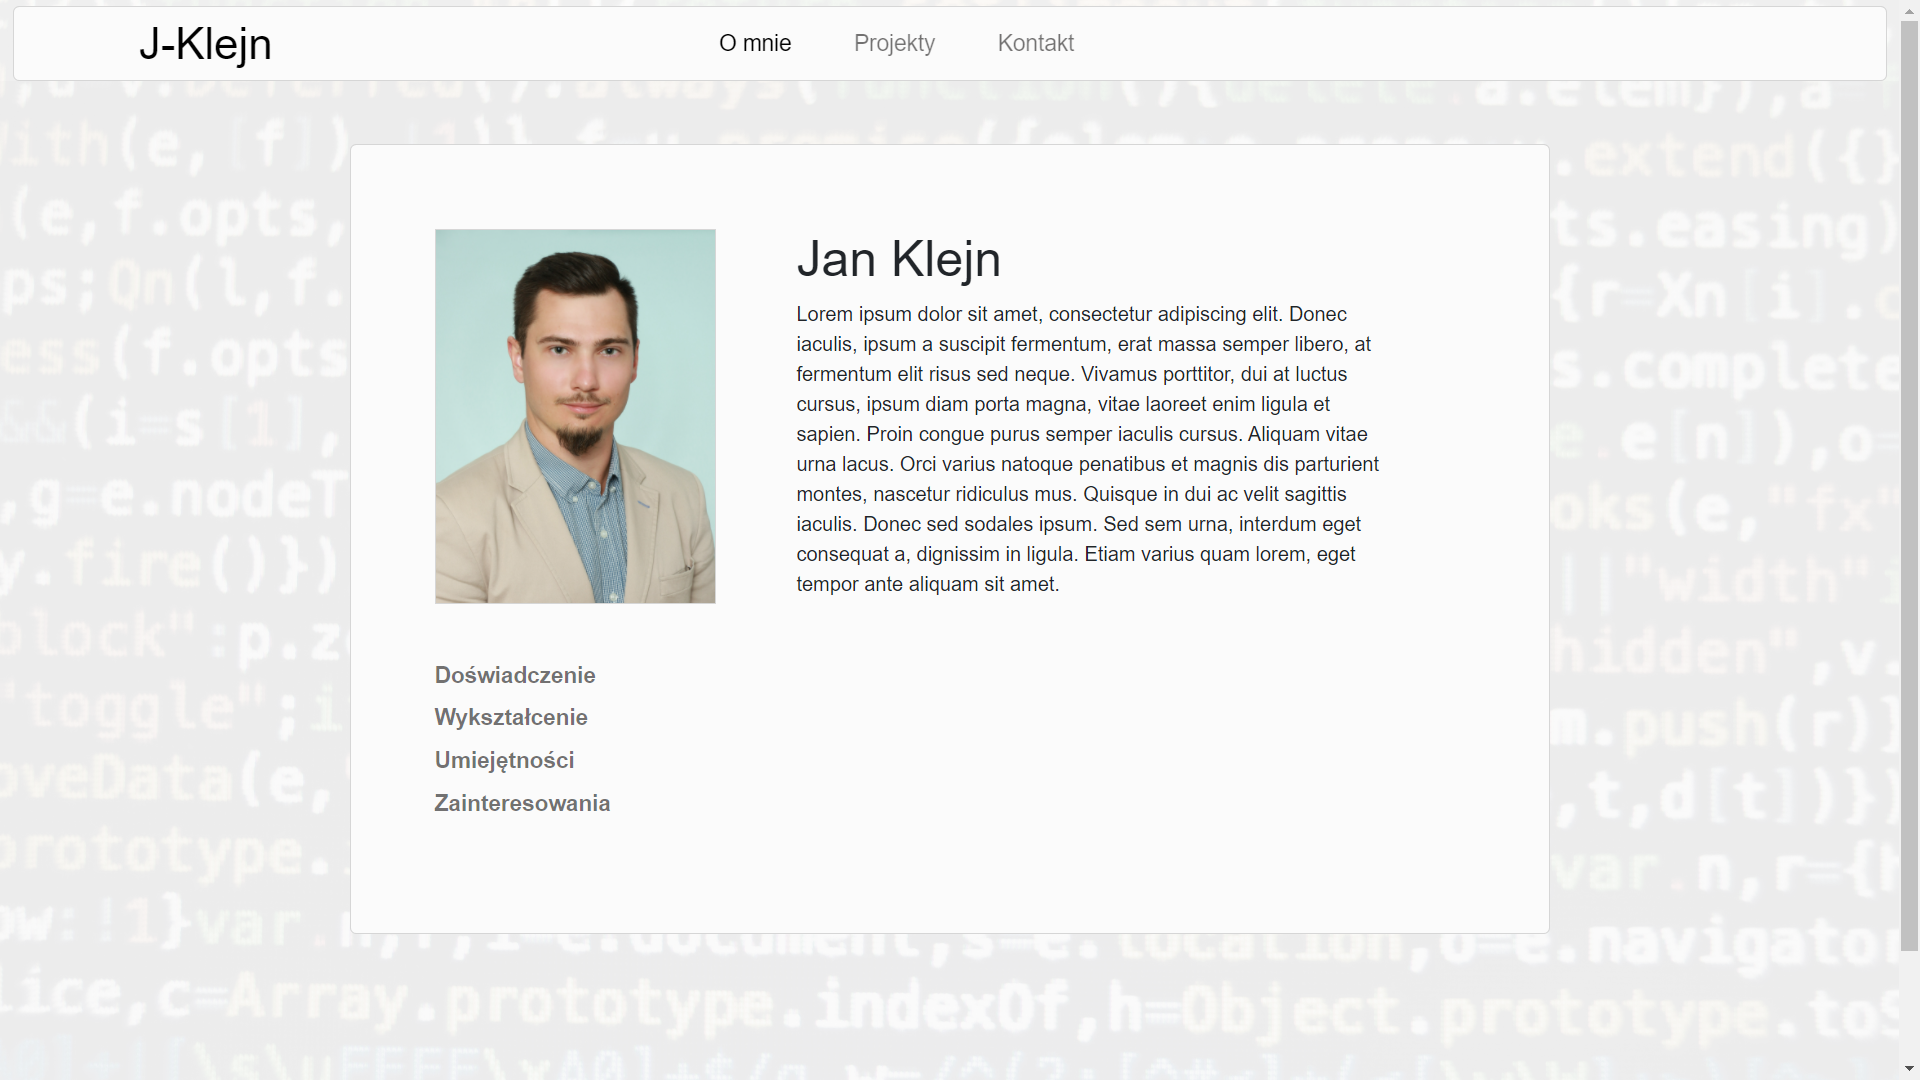 J-Klejn
O mnie Projekty Kontakt
Jan Klejn
Lorem ipsum dolor sit amet, consectetur adipiscing elit. Donec
iaculis, ipsum a suscipit fermentum, erat massa semper libero, at
fermentum elit risus sed neque. Vivamus porttitor, dui at luctus
cursus, ipsum diam porta magna, vitae laoreet enim ligula et
sapien. Proin congue purus semper iaculis cursus. Aliquam vitae
urna lacus. Orci varius natoque penatibus et magnis dis parturient
montes, nascetur ridiculus mus. Quisque in dui ac velit sagittis
iaculis. Donec sed sodales ipsum. Sed sem urna, interdum eget
consequat a, dignissim in ligula. Etiam varius quam lorem, eget
tempor ante aliquam sit amet.
Doświadczenie
Wykształcenie
Umiejętności
Zainteresowania